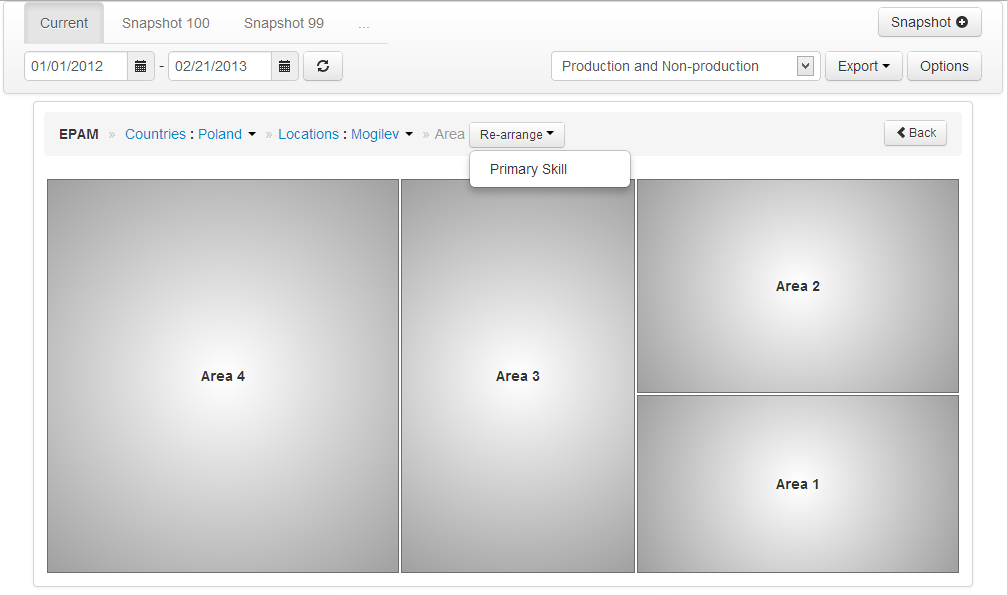 Current Snapshot 100 Snapshot 99 ... Snapshot
01/01/2012 - 02/21/2013 Production and Non-production Export Options
EPAM » Countries : Poland » Locations : Mogilev » Area Re-arrange Back
Primary Skill
Area 2
Area 4 Area 3
Area 1